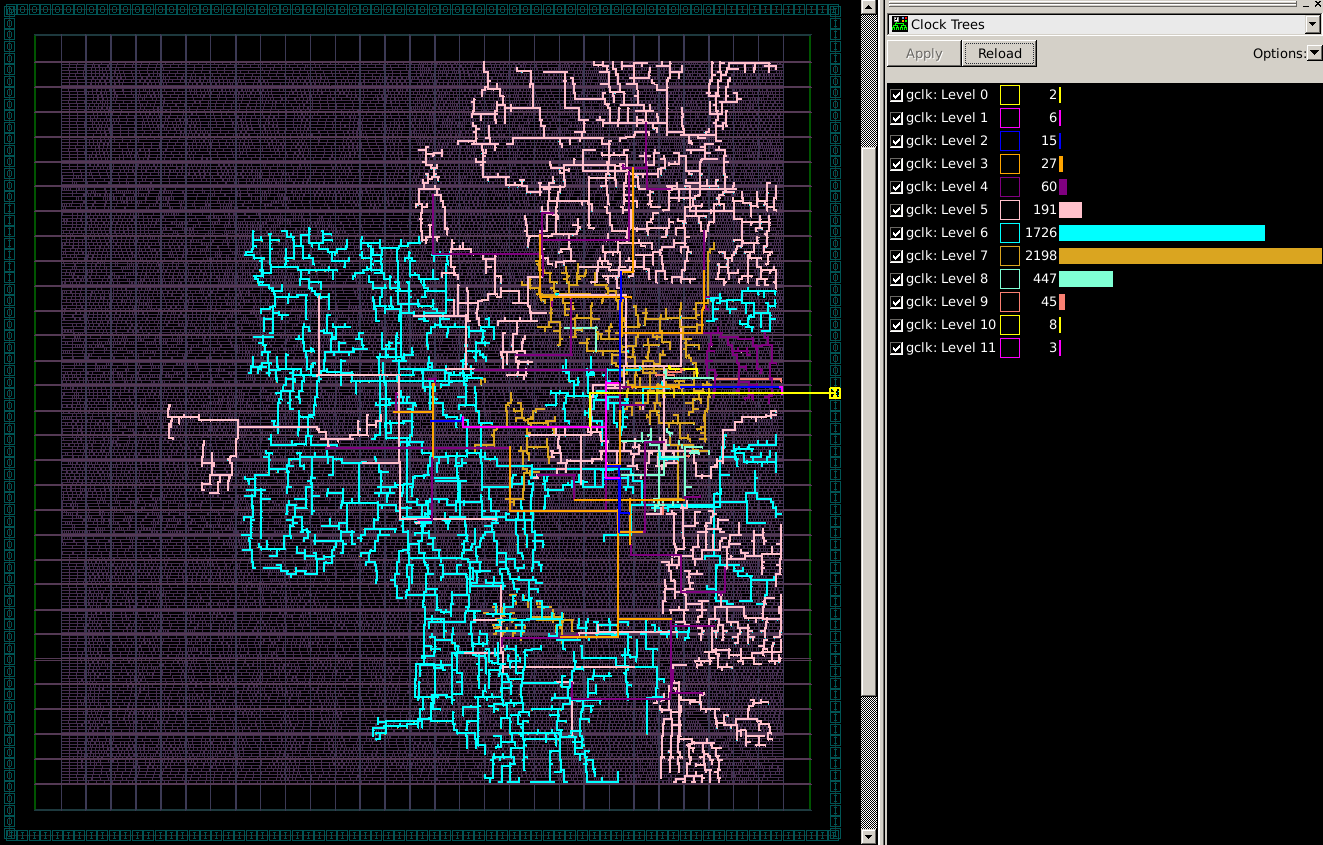 Clock Trees
Apply Reload Options:
gclk: Level 0 2
gclk: Level 1 6
gclk: Level 2 15
gclk: Level 3 27
gclk: Level 4 60
gclk: Level 5 191
gclk: Level 6 1726
gclk: Level 7 2198
gclk: Level 8 447
gclk: Level 9 45
gclk: Level 10 8
gclk: Level 11 3